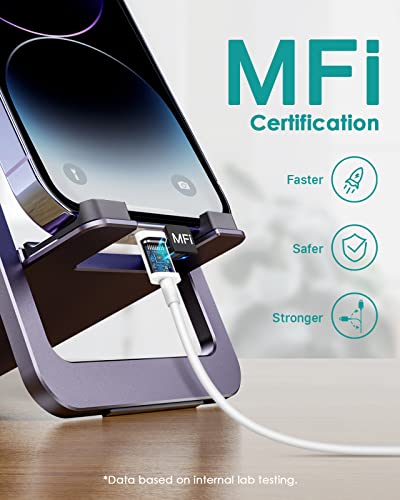 MFi
Certification
Faster
Safer
Stronger
MFi
*Data based on internal lab testing.